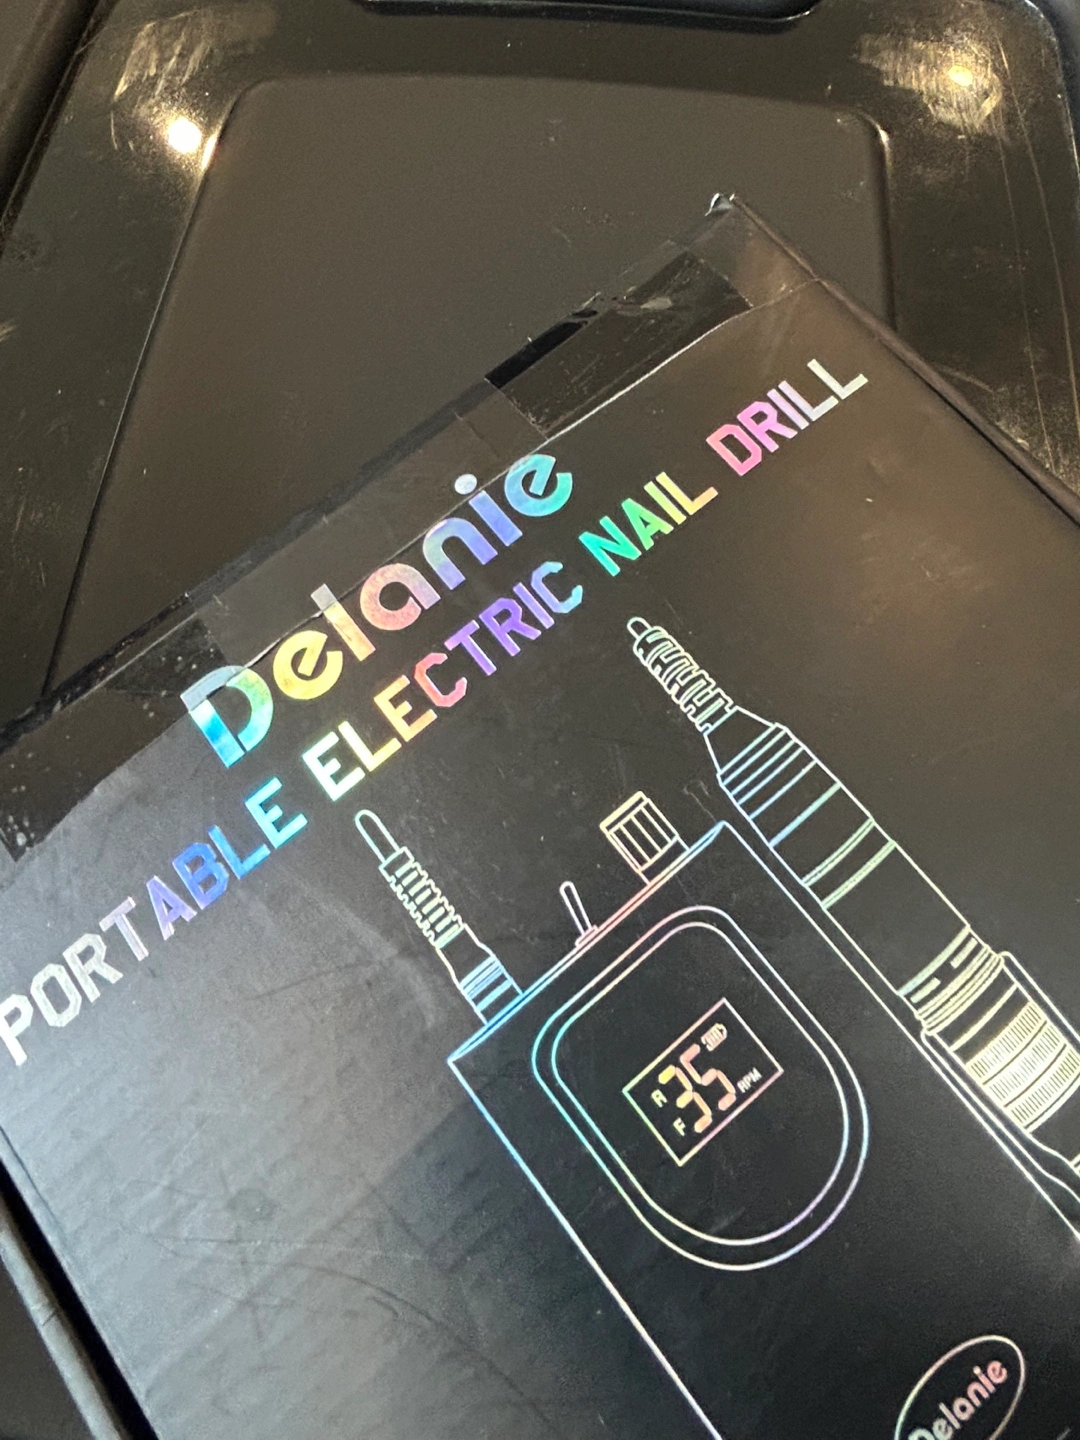 Delanie
PORTABLE ELECTRIC NAIL DRILL
R
35
F
RPM
Delanie